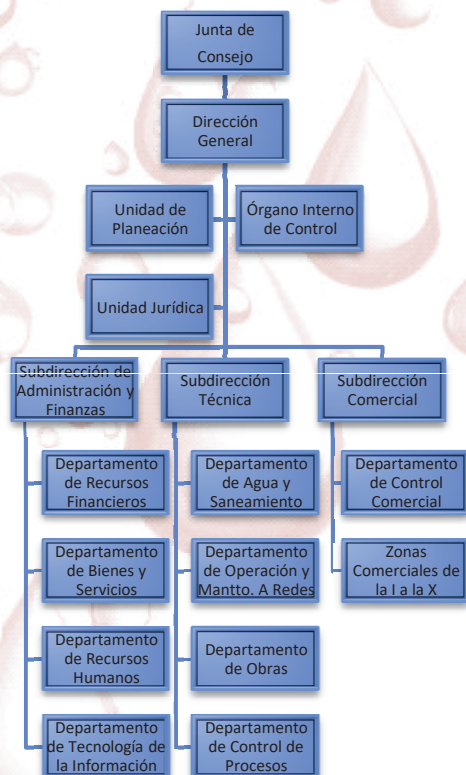 Junta de
Consejo
Dirección
General
Unidad de
Planeación
Órgano Interno
de Control
Unidad Jurídica
Subdirección de
Administración y
Finanzas
Subdirección
Técnica
Subdirección
Comercial
Departamento
de Recursos
Financieros
Departamento
de Agua y
Saneamiento
Departamento
de Control
Comercial
Departamento
de Bienes y
Servicios
Departamento
de Operación y
Mantto. A Redes
Zonas
Comerciales de
la I a la X
Departamento
de Recursos
Humanos
Departamento
de Obras
Departamento
de Tecnología de
la Información
Departamento
de Control de
Procesos